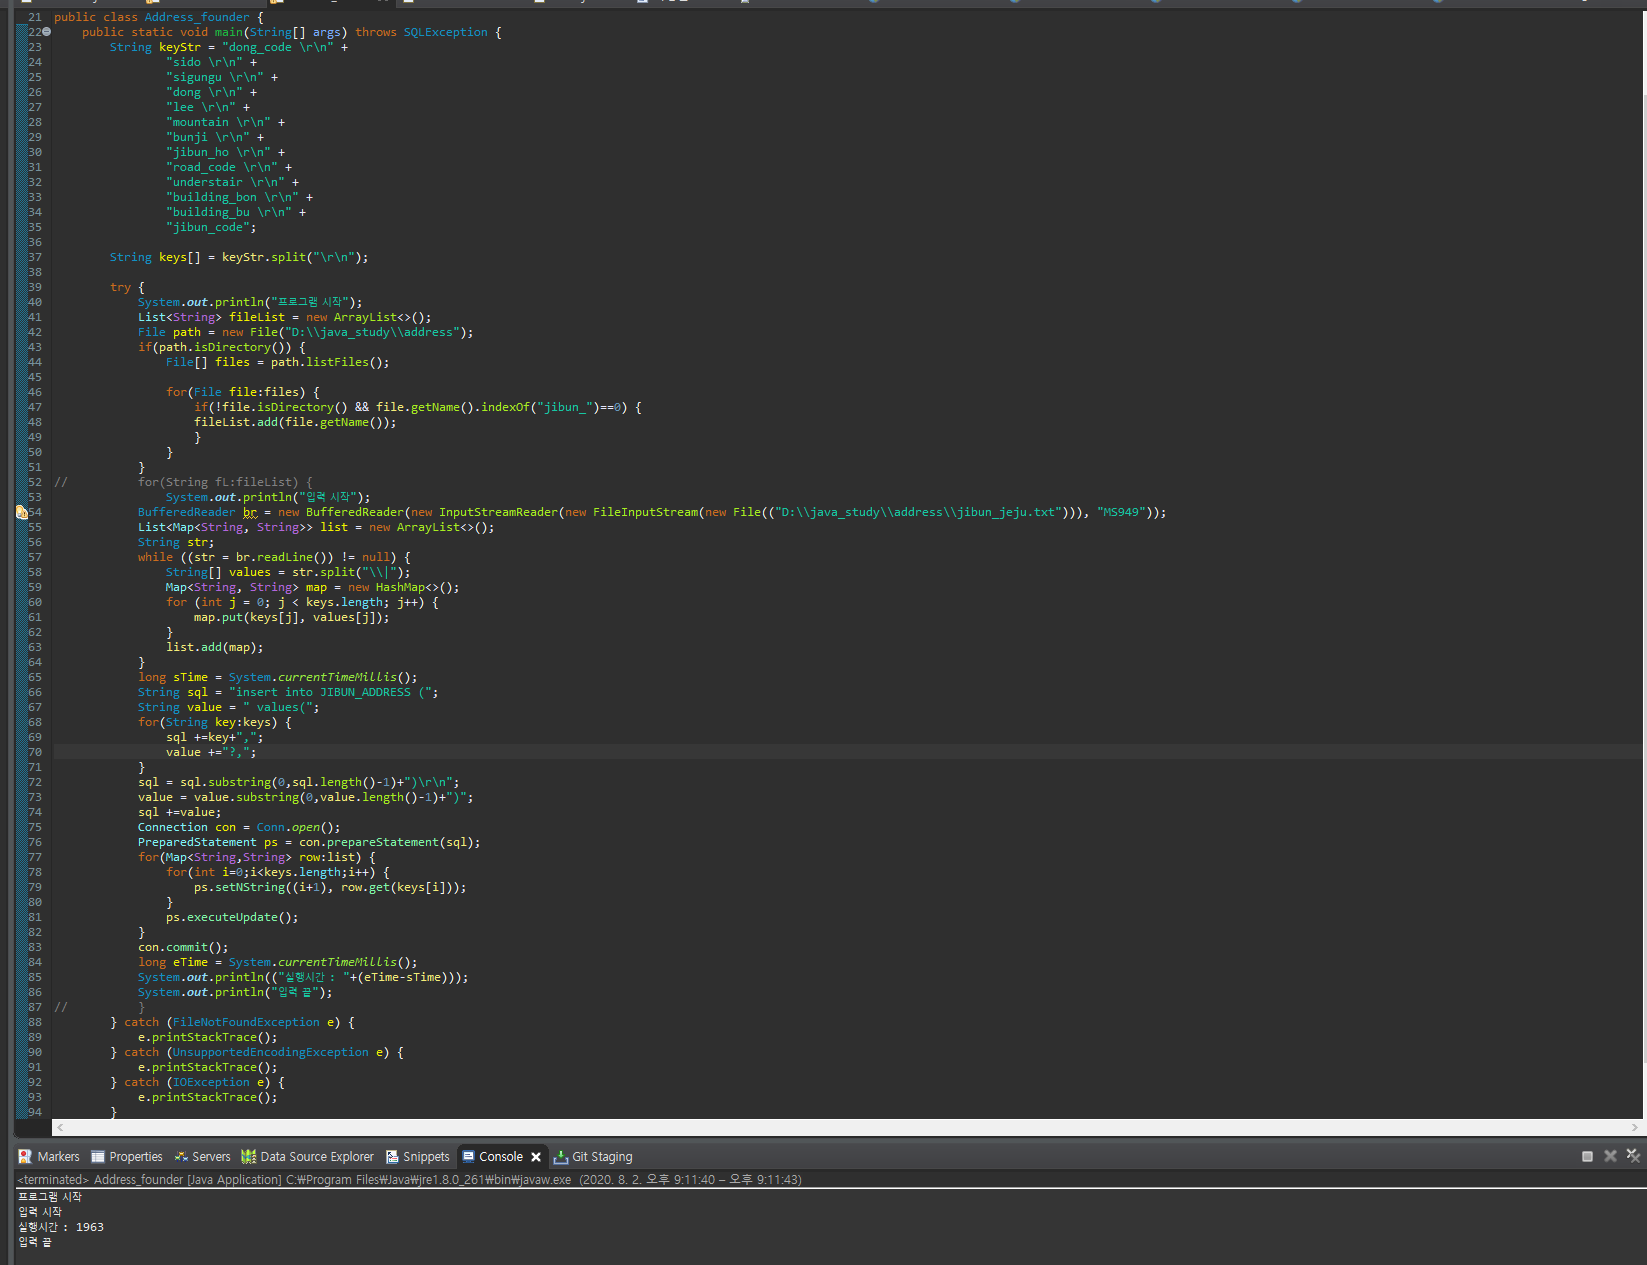 21 public class Address_founder {
22 public static void main(String[] args) throws SQLException {
23 String keyStr = "dong_code \r\n" +
24 "sido \r\n" +
25 "sigungu \r\n" +
26 "dong \r\n" +
27 "lee \r\n" +
28 "mountain \r\n" +
29 "bunji \r\n" +
30 "jibun_ho \r\n" +
31 "road_code \r\n" +
32 "understair \r\n" +
33 "building_bon \r\n" +
34 "building_bu \r\n" +
35 "jibun_code";
36
37 String keys[] = keyStr.split("\r\n");
38
39 try {
40 System.out.println("프로그램 시작");
41 List<String> fileList = new ArrayList<>();
42 File path = new File("D:\\java_study\\address");
43 if(path.isDirectory()) {
44 File[] files = path.listFiles();
45
46 for(File file:files) {
47 if(!file.isDirectory() && file.getName().indexOf("jibun_")==0) {
48 fileList.add(file.getName());
49 }
50 }
51 }
52 // for(String fL:fileList) {
53 System.out.println("입력 시작");
54 BufferedReader br = new BufferedReader(new InputStreamReader(new FileInputStream(new File(("D:\\java_study\\address\\jibun_jeju.txt"))), "MS949"));
55 List<Map<String, String>> list = new ArrayList<>();
56 String str;
57 while ((str = br.readLine()) != null) {
58 String[] values = str.split("\\|");
59 Map<String, String> map = new HashMap<>();
60 for (int j = 0; j < keys.length; j++) {
61 map.put(keys[j], values[j]);
62 }
63 list.add(map);
64 }
65 long sTime = System.currentTimeMillis();
66 String sql = "insert into JIBUN_ADDRESS (";
67 String value = " values(";
68 for(String key:keys) {
69 sql +=key+",";
70 value +="?,";
71 }
72 sql = sql.substring(0,sql.length()-1)+")\r\n";
73 value = value.substring(0,value.length()-1)+")";
74 sql +=value;
75 Connection con = Conn.open();
76 PreparedStatement ps = con.prepareStatement(sql);
77 for(Map<String,String> row:list) {
78 for(int i=0;i<keys.length;i++) {
79 ps.setNString((i+1), row.get(keys[i]));
80 }
81 ps.executeUpdate();
82 }
83 con.commit();
84 long eTime = System.currentTimeMillis();
85 System.out.println(("실행시간 : "+(eTime-sTime)));
86 System.out.println("입력 끝");
87 // }
88 } catch (FileNotFoundException e) {
89 e.printStackTrace();
90 } catch (UnsupportedEncodingException e) {
91 e.printStackTrace();
92 } catch (IOException e) {
93 e.printStackTrace();
94 }
Markers Properties Servers Data Source Explorer Snippets Console Git Staging
<terminated> Address_founder [Java Application] C:₩Program Files₩Java₩jre1.8.0_261₩bin₩javaw.exe (2020. 8. 2. 오후 9:11:40 – 오후 9:11:43)
프로그램 시작
입력 시작
실행시간 : 1963
입력 끝